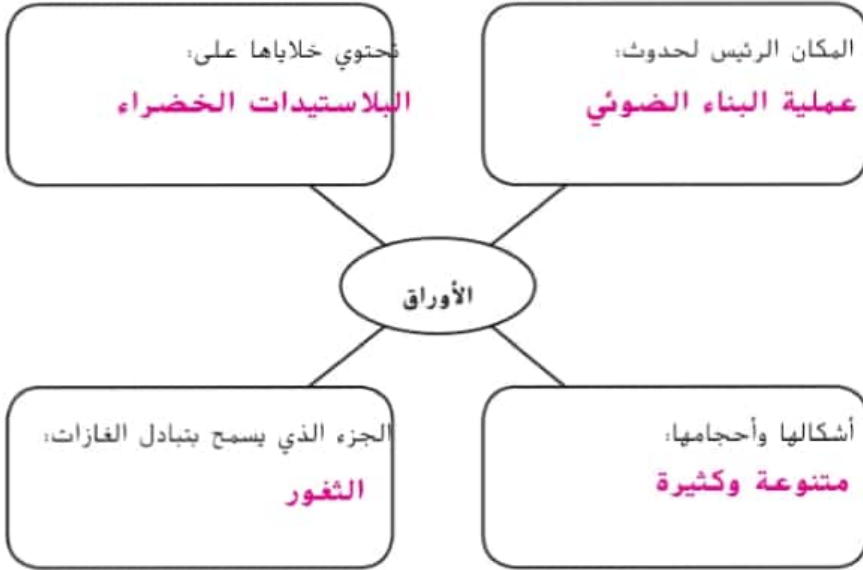 المكان الرئيس لحدوث:
عملية البناء الضوئي
تحتوي خلاياها على:
البلاستيدات الخضراء
الأوراق
أشكالها وأحجامها:
متنوعة وكثيرة
الجزء الذي يسمح بتبادل الغازات:
الثغور